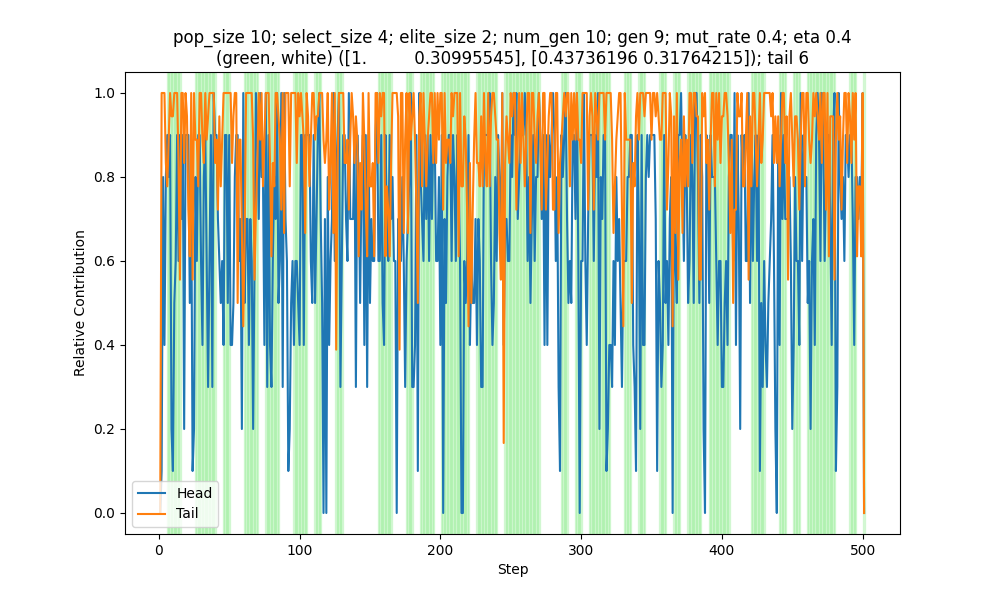 pop_size 10; select_size 4; elite_size 2; num_gen 10; gen 9; mut_rate 0.4; eta 0.4
(green, white) ([1. 0.30995545], [0.43736196 0.31764215]); tail 6
1.0
0.8
0.6
0.4
0.2
0.0
Relative Contribution
Head
Tail
0 100 200 300 400 500
Step